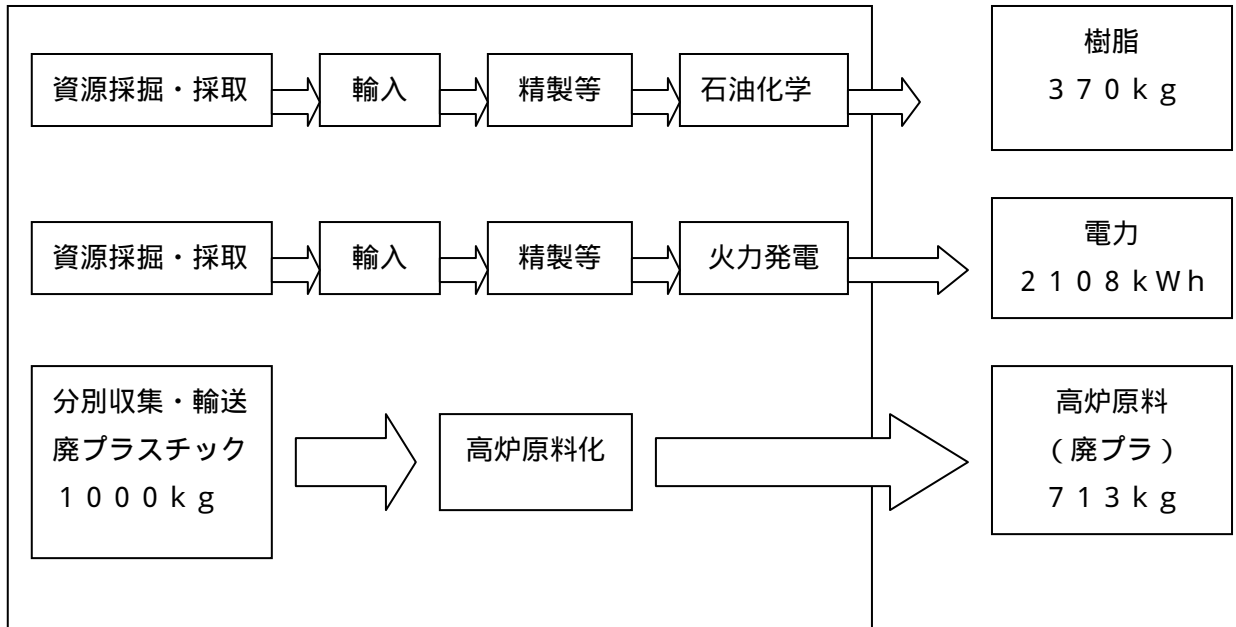 資源採掘・採取
輸入
精製等
石油化学
樹脂
３７０ｋｇ
資源採掘・採取
輸入
精製等
火力発電
電力
２１０８ｋＷｈ
分別収集・輸送
廃プラスチック
１０００ｋｇ
高炉原料化
高炉原料
（廃プラ）
７１３ｋｇ